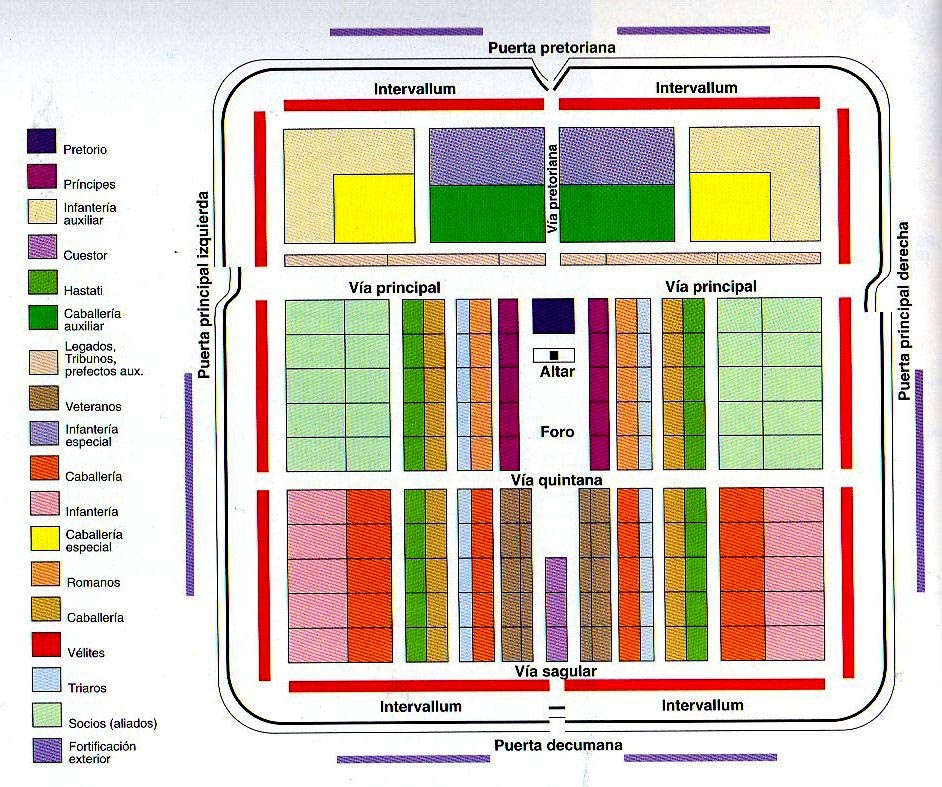 Puerta pretoriana
Intervallum
Intervallum
Vía pretoriana
Puerta principal izquierda
Puerta principal derecha
Vía principal
Vía principal
Altar
Foro
Vía quintana
Vía sagular
Intervallum
Intervallum
Puerta decumana
Pretorio
Príncipes
Infantería
auxiliar
Cuestor
Hastati
Caballería
auxiliar
Legados,
Tribunos,
prefectos aux.
Veteranos
Infantería
especial
Caballería
Infantería
Caballería
especial
Romanos
Caballería
Vélites
Triaros
Socios (aliados)
Fortificación
exterior